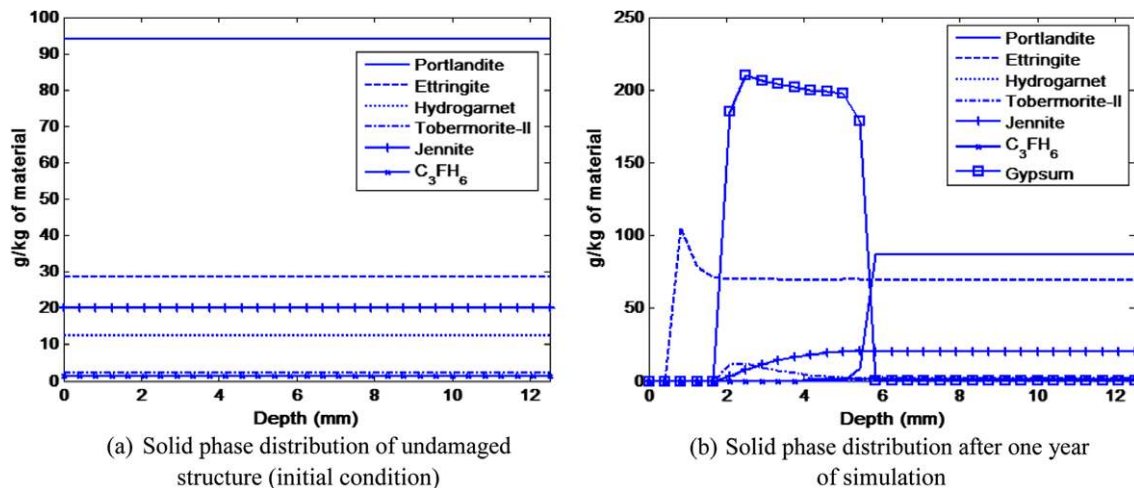 100
90
80
70
60
50
40
30
20
10
0
g/kg of material
Portlandite
Ettringite
Hydrogarnet
Tobermorite-II
Jennite
C₃FH₆
0 2 4 6 8 10 12
Depth (mm)
(a) Solid phase distribution of undamaged
structure (initial condition)
250
200
150
100
50
0
g/kg of material
Portlandite
Ettringite
Hydrogarnet
Tobermorite-II
Jennite
C₃FH₆
Gypsum
0 2 4 6 8 10 12
Depth (mm)
(b) Solid phase distribution after one year
of simulation